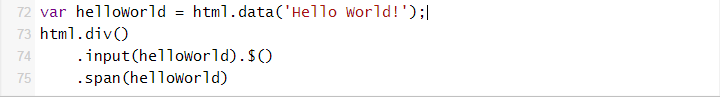 72 var helloWorld = html.data('Hello World!');
73 html.div()
74     .input(helloWorld).$()
75     .span(helloWorld)